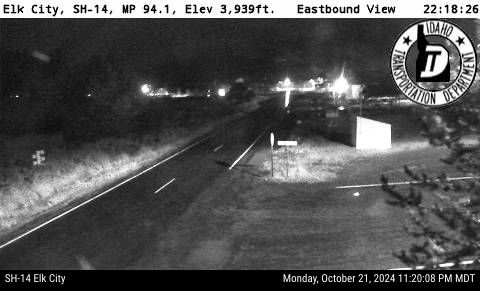 Elk City, SH-14, MP 94.1, Elev 3,939ft.   Eastbound View   22:18:26
IDAHO
TRANSPORTATION DEPARTMENT
SH-14 Elk City
Monday, October 21, 2024 11:20:08 PM MDT